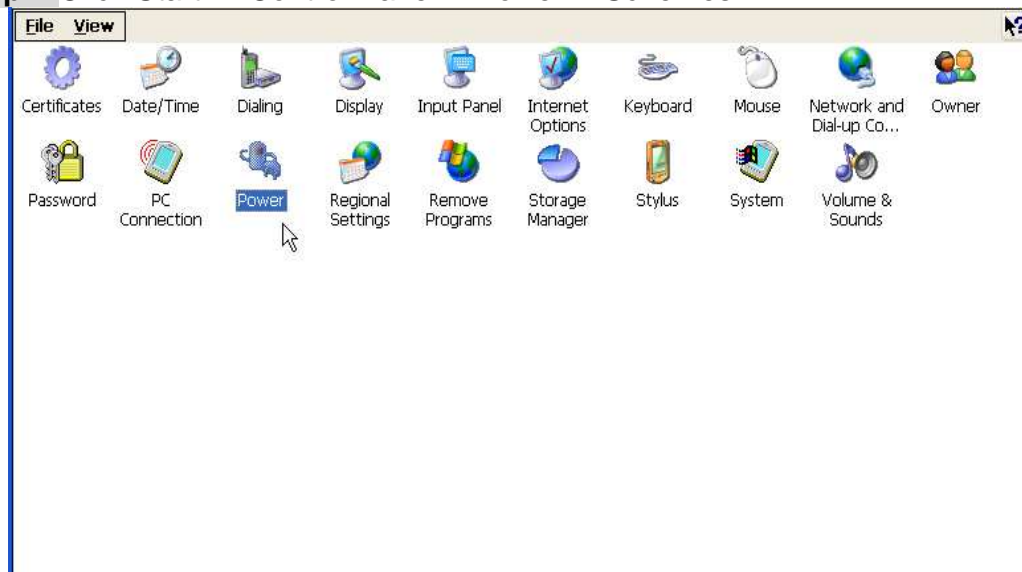 File View
Certificates Date/Time Dialing Display Input Panel Internet Options Keyboard Mouse Network and Dial-up Co... Owner
Password PC Connection Power Regional Settings Remove Programs Storage Manager Stylus System Volume & Sounds